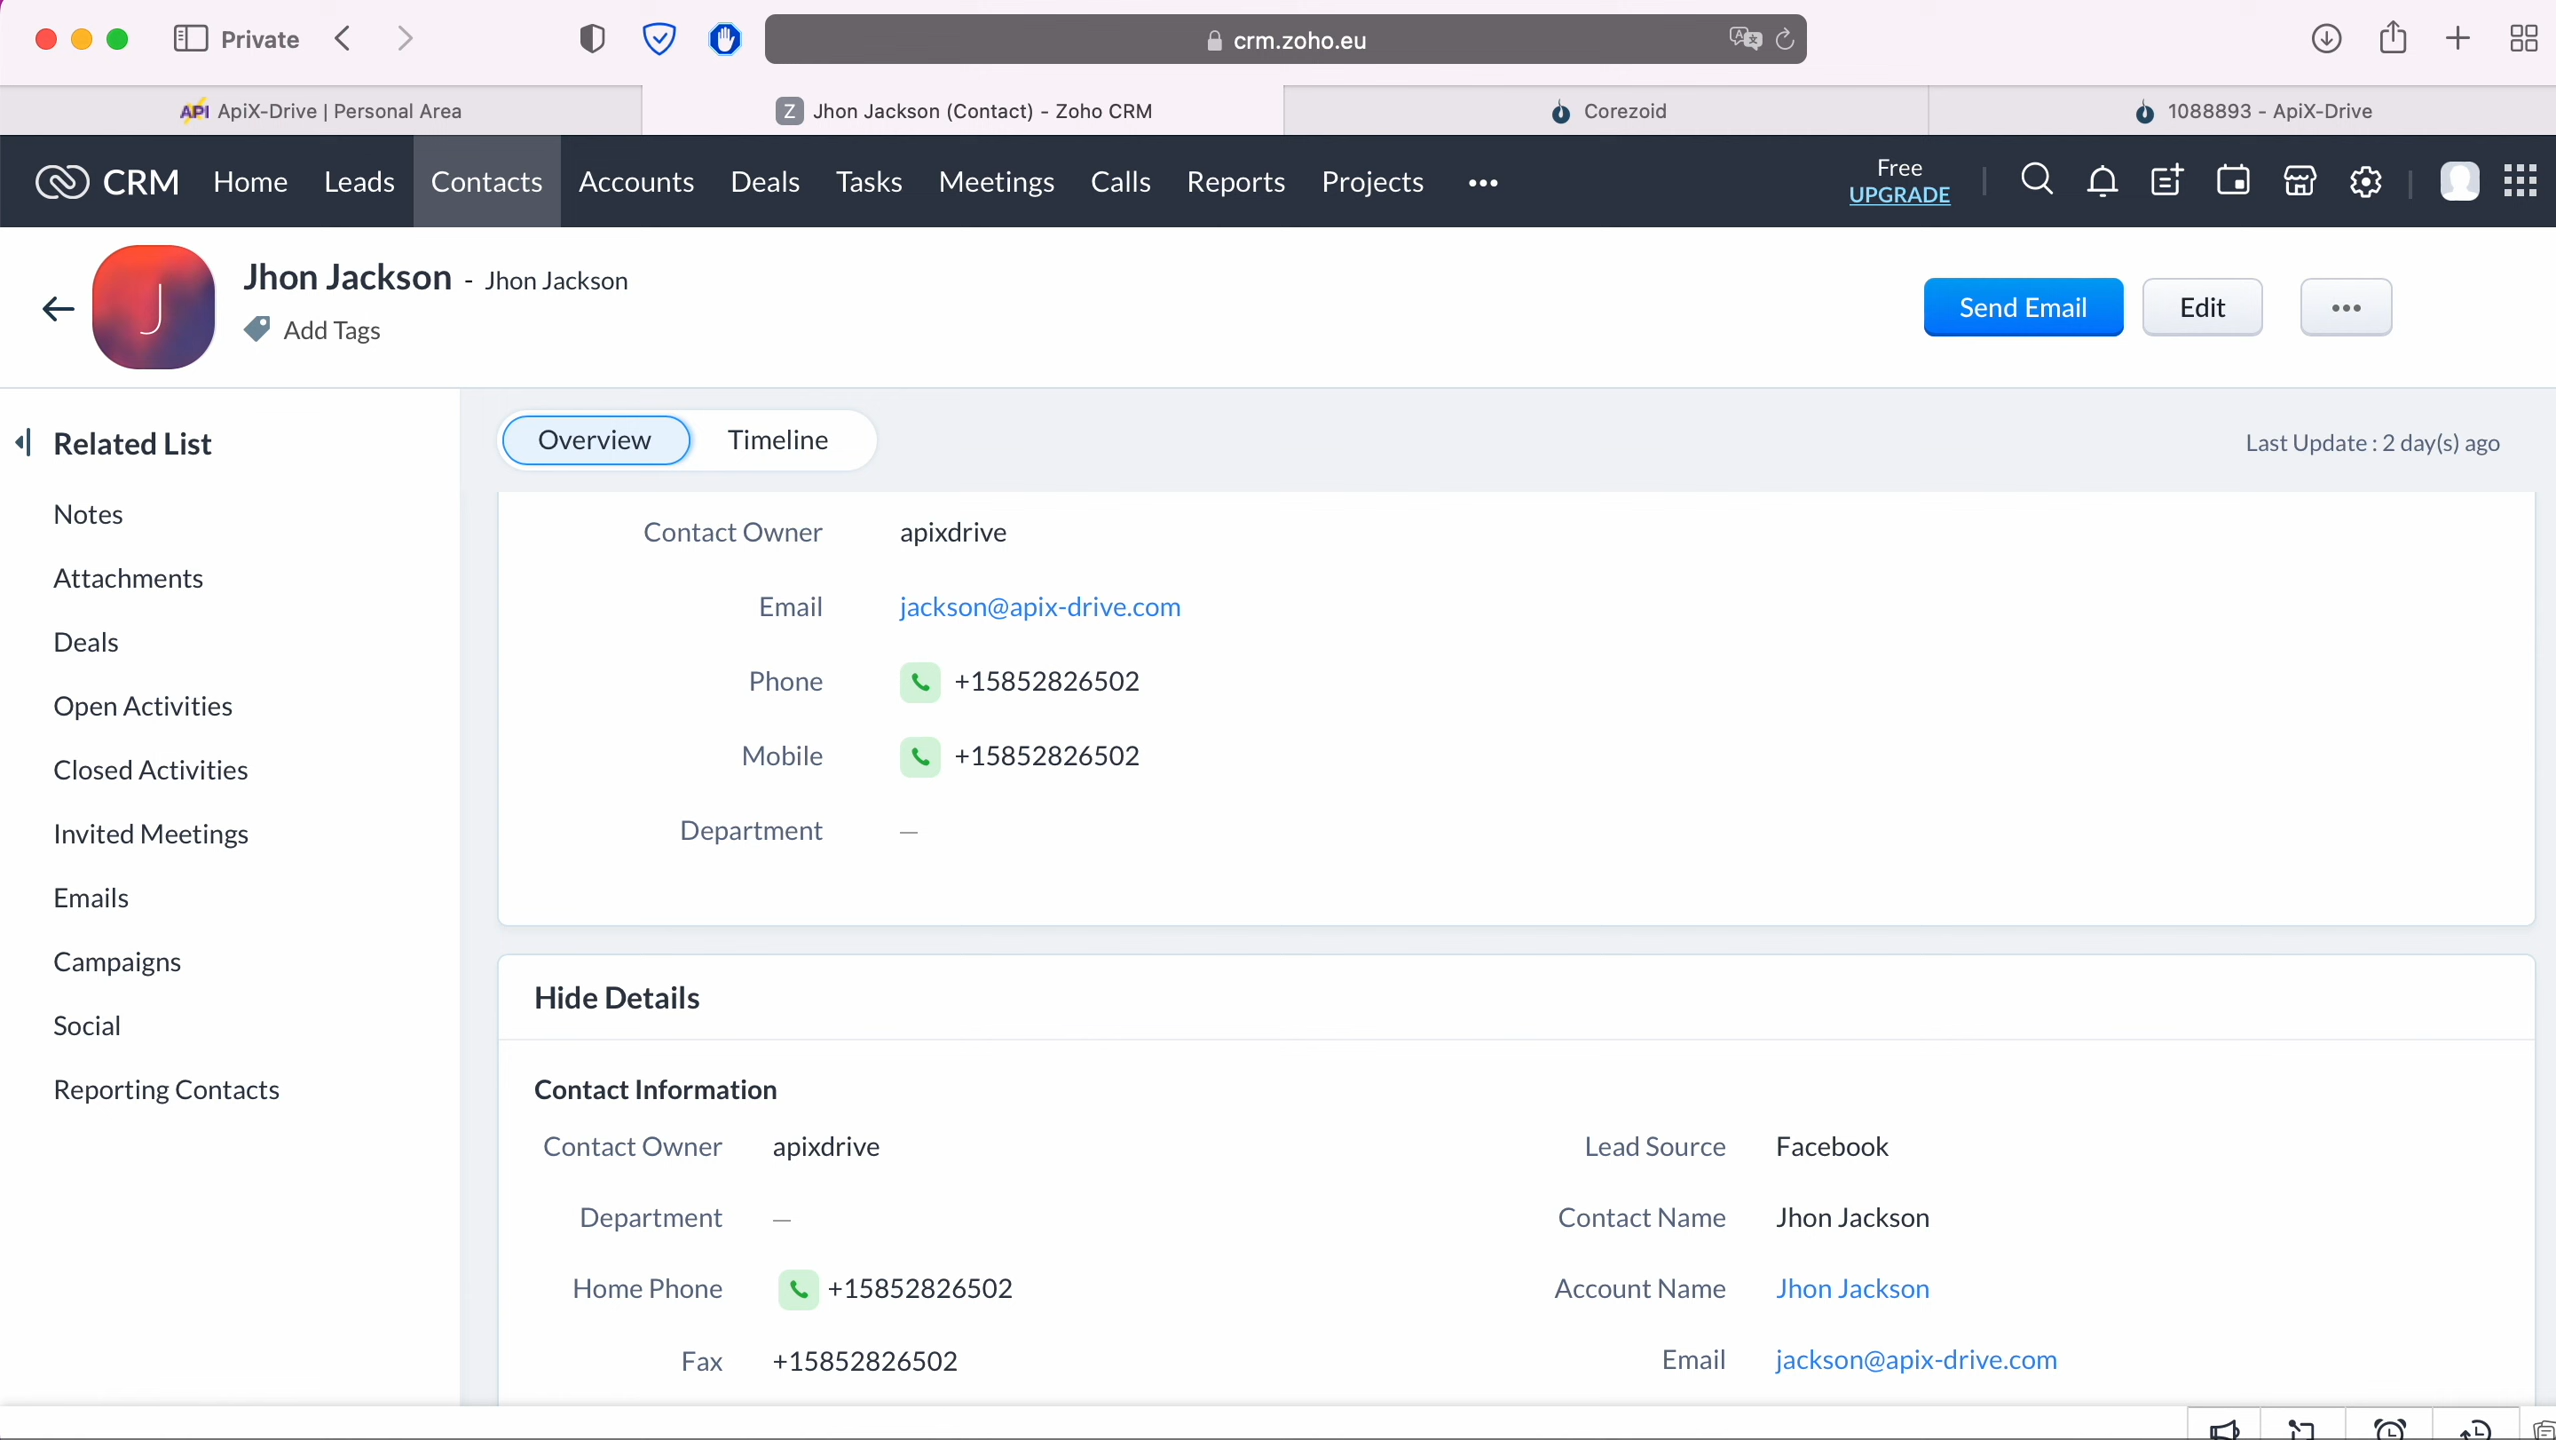 Private
crm.zoho.eu
API ApiX-Drive | Personal Area
Z Jhon Jackson (Contact) - Zoho CRM
Corezoid
1088893 - ApiX-Drive
CRM Home Leads Contacts Accounts Deals Tasks Meetings Calls Reports Projects •••
Free
UPGRADE
J
Jhon Jackson - Jhon Jackson
Add Tags
Send Email
Edit
•••
Related List
Notes
Attachments
Deals
Open Activities
Closed Activities
Invited Meetings
Emails
Campaigns
Social
Reporting Contacts
Overview Timeline
Last Update : 2 day(s) ago
Contact Owner apixdrive
Email jackson@apix-drive.com
Phone +15852826502
Mobile +15852826502
Department —
Hide Details
Contact Information
Contact Owner apixdrive
Lead Source Facebook
Department —
Contact Name Jhon Jackson
Home Phone +15852826502
Account Name Jhon Jackson
Fax +15852826502
Email jackson@apix-drive.com